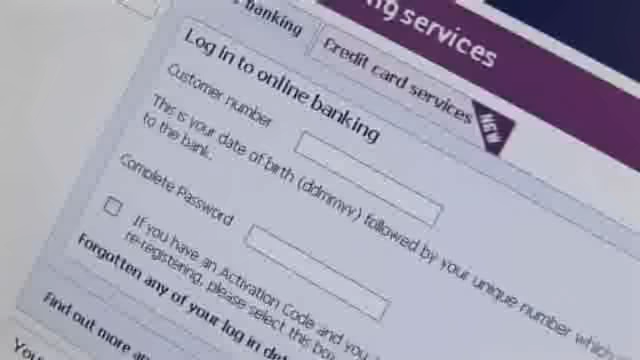 ng services
banking
Credit card services
NEW
Log in to online banking
Customer number
This is your date of birth (ddmmyy) followed by your unique number which
to the bank.
Complete Password
If you have an Activation Code and you
re-registering, please select this box
Forgotten any of your log in det
Find out more
You